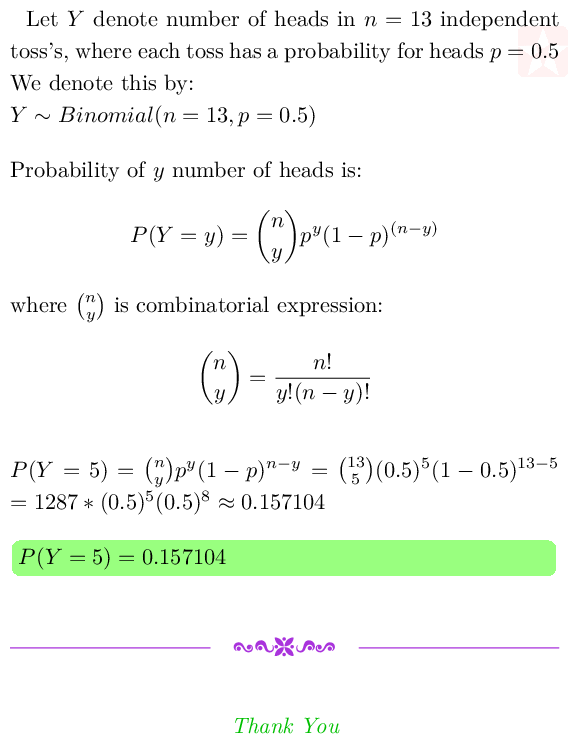 Let Y denote number of heads in n = 13 independent
toss's, where each toss has a probability for heads p = 0.5
We denote this by:
Y ∼ Binomial(n = 13, p = 0.5)
Probability of y number of heads is:
P(Y = y) = \binom{n}{y} p^y (1 − p)^{(n−y)}
where \binom{n}{y} is combinatorial expression:
\binom{n}{y} = \frac{n!}{y!(n − y)!}
P(Y = 5) = \binom{n}{y} p^y (1 − p)^{n−y} = \binom{13}{5} (0.5)^5 (1 − 0.5)^{13−5}
= 1287 ∗ (0.5)^5 (0.5)^8 ≈ 0.157104
P(Y = 5) = 0.157104
Thank You